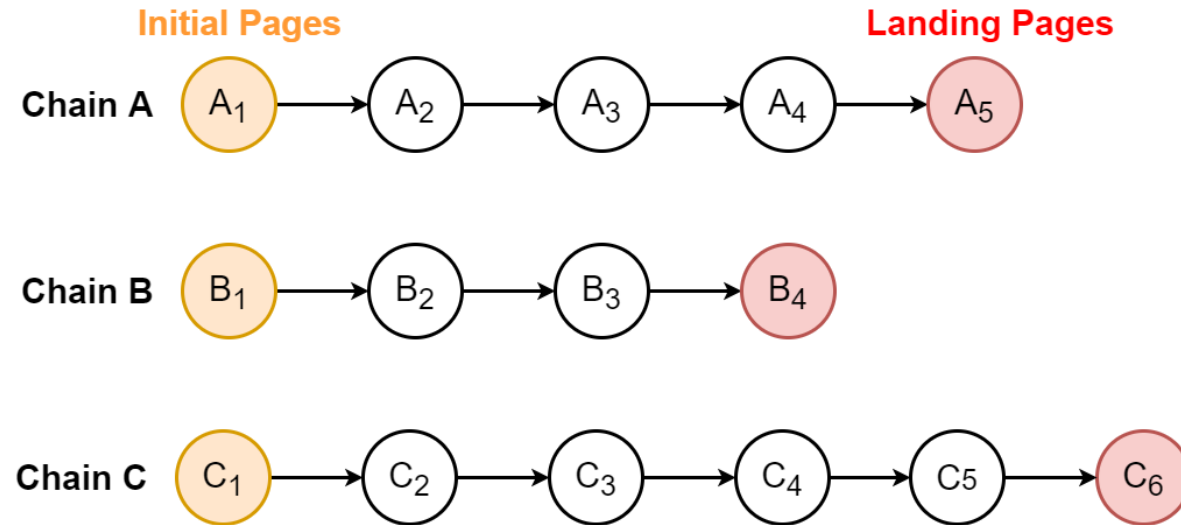 Initial Pages Landing Pages
Chain A A₁ A₂ A₃ A₄ A₅
Chain B B₁ B₂ B₃ B₄
Chain C C₁ C₂ C₃ C₄ C5 C₆